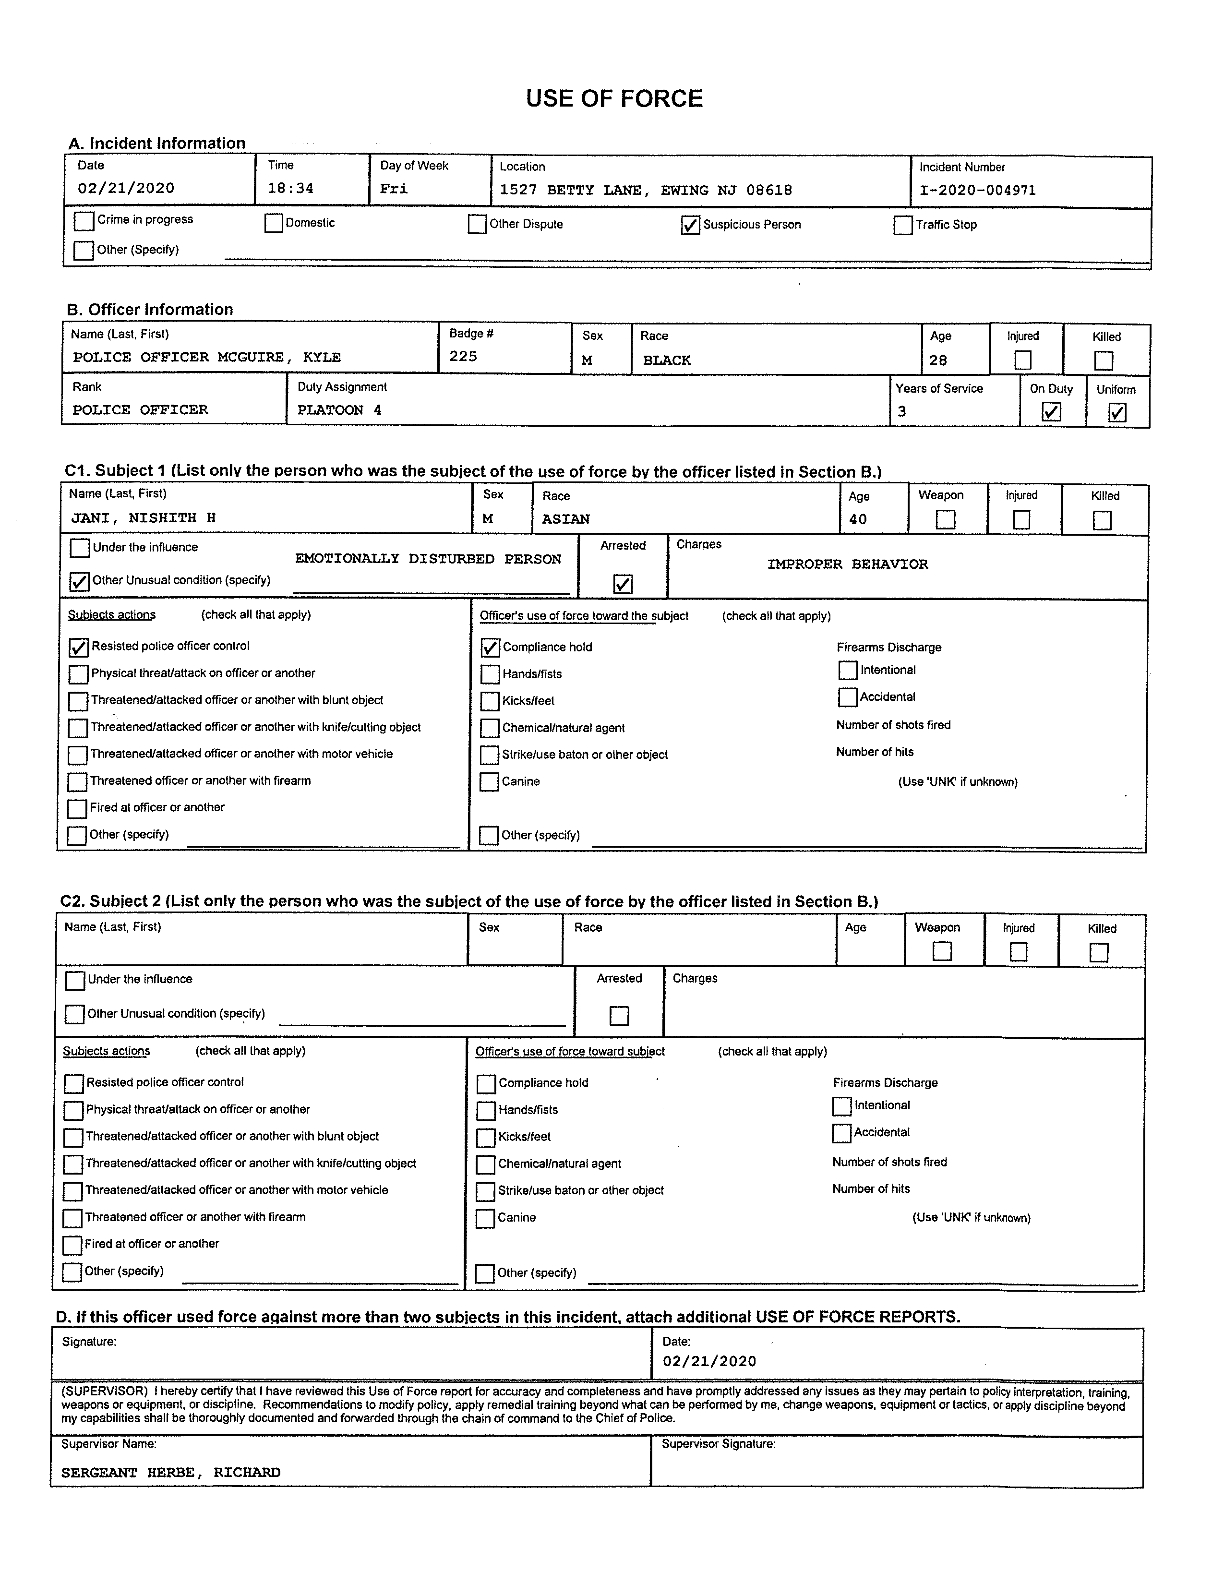 USE OF FORCE
A. Incident Information
Date Time Day of Week Location Incident Number
02/21/2020 18:34 Fri 1527 BETTY LANE, EWING NJ 08618 I-2020-004971
Crime in progress Domestic Other Dispute Suspicious Person Traffic Stop
Other (Specify)
B. Officer Information
Name (Last, First) Badge # Sex Race Age Injured Killed
POLICE OFFICER MCGUIRE, KYLE 225 M BLACK 28
Rank Duty Assignment Years of Service On Duty Uniform
POLICE OFFICER PLATOON 4 3
C1. Subject 1 (List only the person who was the subject of the use of force by the officer listed in Section B.)
Name (Last, First) Sex Race Age Weapon Injured Killed
JANI, NISHITH H M ASIAN 40
Under the influence EMOTIONALLY DISTURBED PERSON Arrested Charges IMPROPER BEHAVIOR
Other Unusual condition (specify)
Subjects actions (check all that apply) Officer's use of force toward the subject (check all that apply)
Resisted police officer control Compliance hold Firearms Discharge
Physical threat/attack on officer or another Hands/fists Intentional
Threatened/attacked officer or another with blunt object Kicks/feet Accidental
Threatened/attacked officer or another with knife/cutting object Chemical/natural agent Number of shots fired
Threatened/attacked officer or another with motor vehicle Strike/use baton or other object Number of hits
Threatened officer or another with firearm Canine (Use 'UNK' if unknown)
Fired at officer or another
Other (specify) Other (specify)
C2. Subject 2 (List only the person who was the subject of the use of force by the officer listed in Section B.)
Name (Last, First) Sex Race Age Weapon Injured Killed
Under the influence Arrested Charges
Other Unusual condition (specify)
Subjects actions (check all that apply) Officer's use of force toward subject (check all that apply)
Resisted police officer control Compliance hold Firearms Discharge
Physical threat/attack on officer or another Hands/fists Intentional
Threatened/attacked officer or another with blunt object Kicks/feet Accidental
Threatened/attacked officer or another with knife/cutting object Chemical/natural agent Number of shots fired
Threatened/attacked officer or another with motor vehicle Strike/use baton or other object Number of hits
Threatened officer or another with firearm Canine (Use 'UNK' if unknown)
Fired at officer or another
Other (specify) Other (specify)
D. If this officer used force against more than two subjects in this incident, attach additional USE OF FORCE REPORTS.
Signature: Date:
02/21/2020
(SUPERVISOR) I hereby certify that I have reviewed this Use of Force report for accuracy and completeness and have promptly addressed any issues as they may pertain to policy interpretation, training,
weapons or equipment, or discipline. Recommendations to modify policy, apply remedial training beyond what can be performed by me, change weapons, equipment or tactics, or apply discipline beyond
my capabilities shall be thoroughly documented and forwarded through the chain of command to the Chief of Police.
Supervisor Name: Supervisor Signature:
SERGEANT HERBE, RICHARD